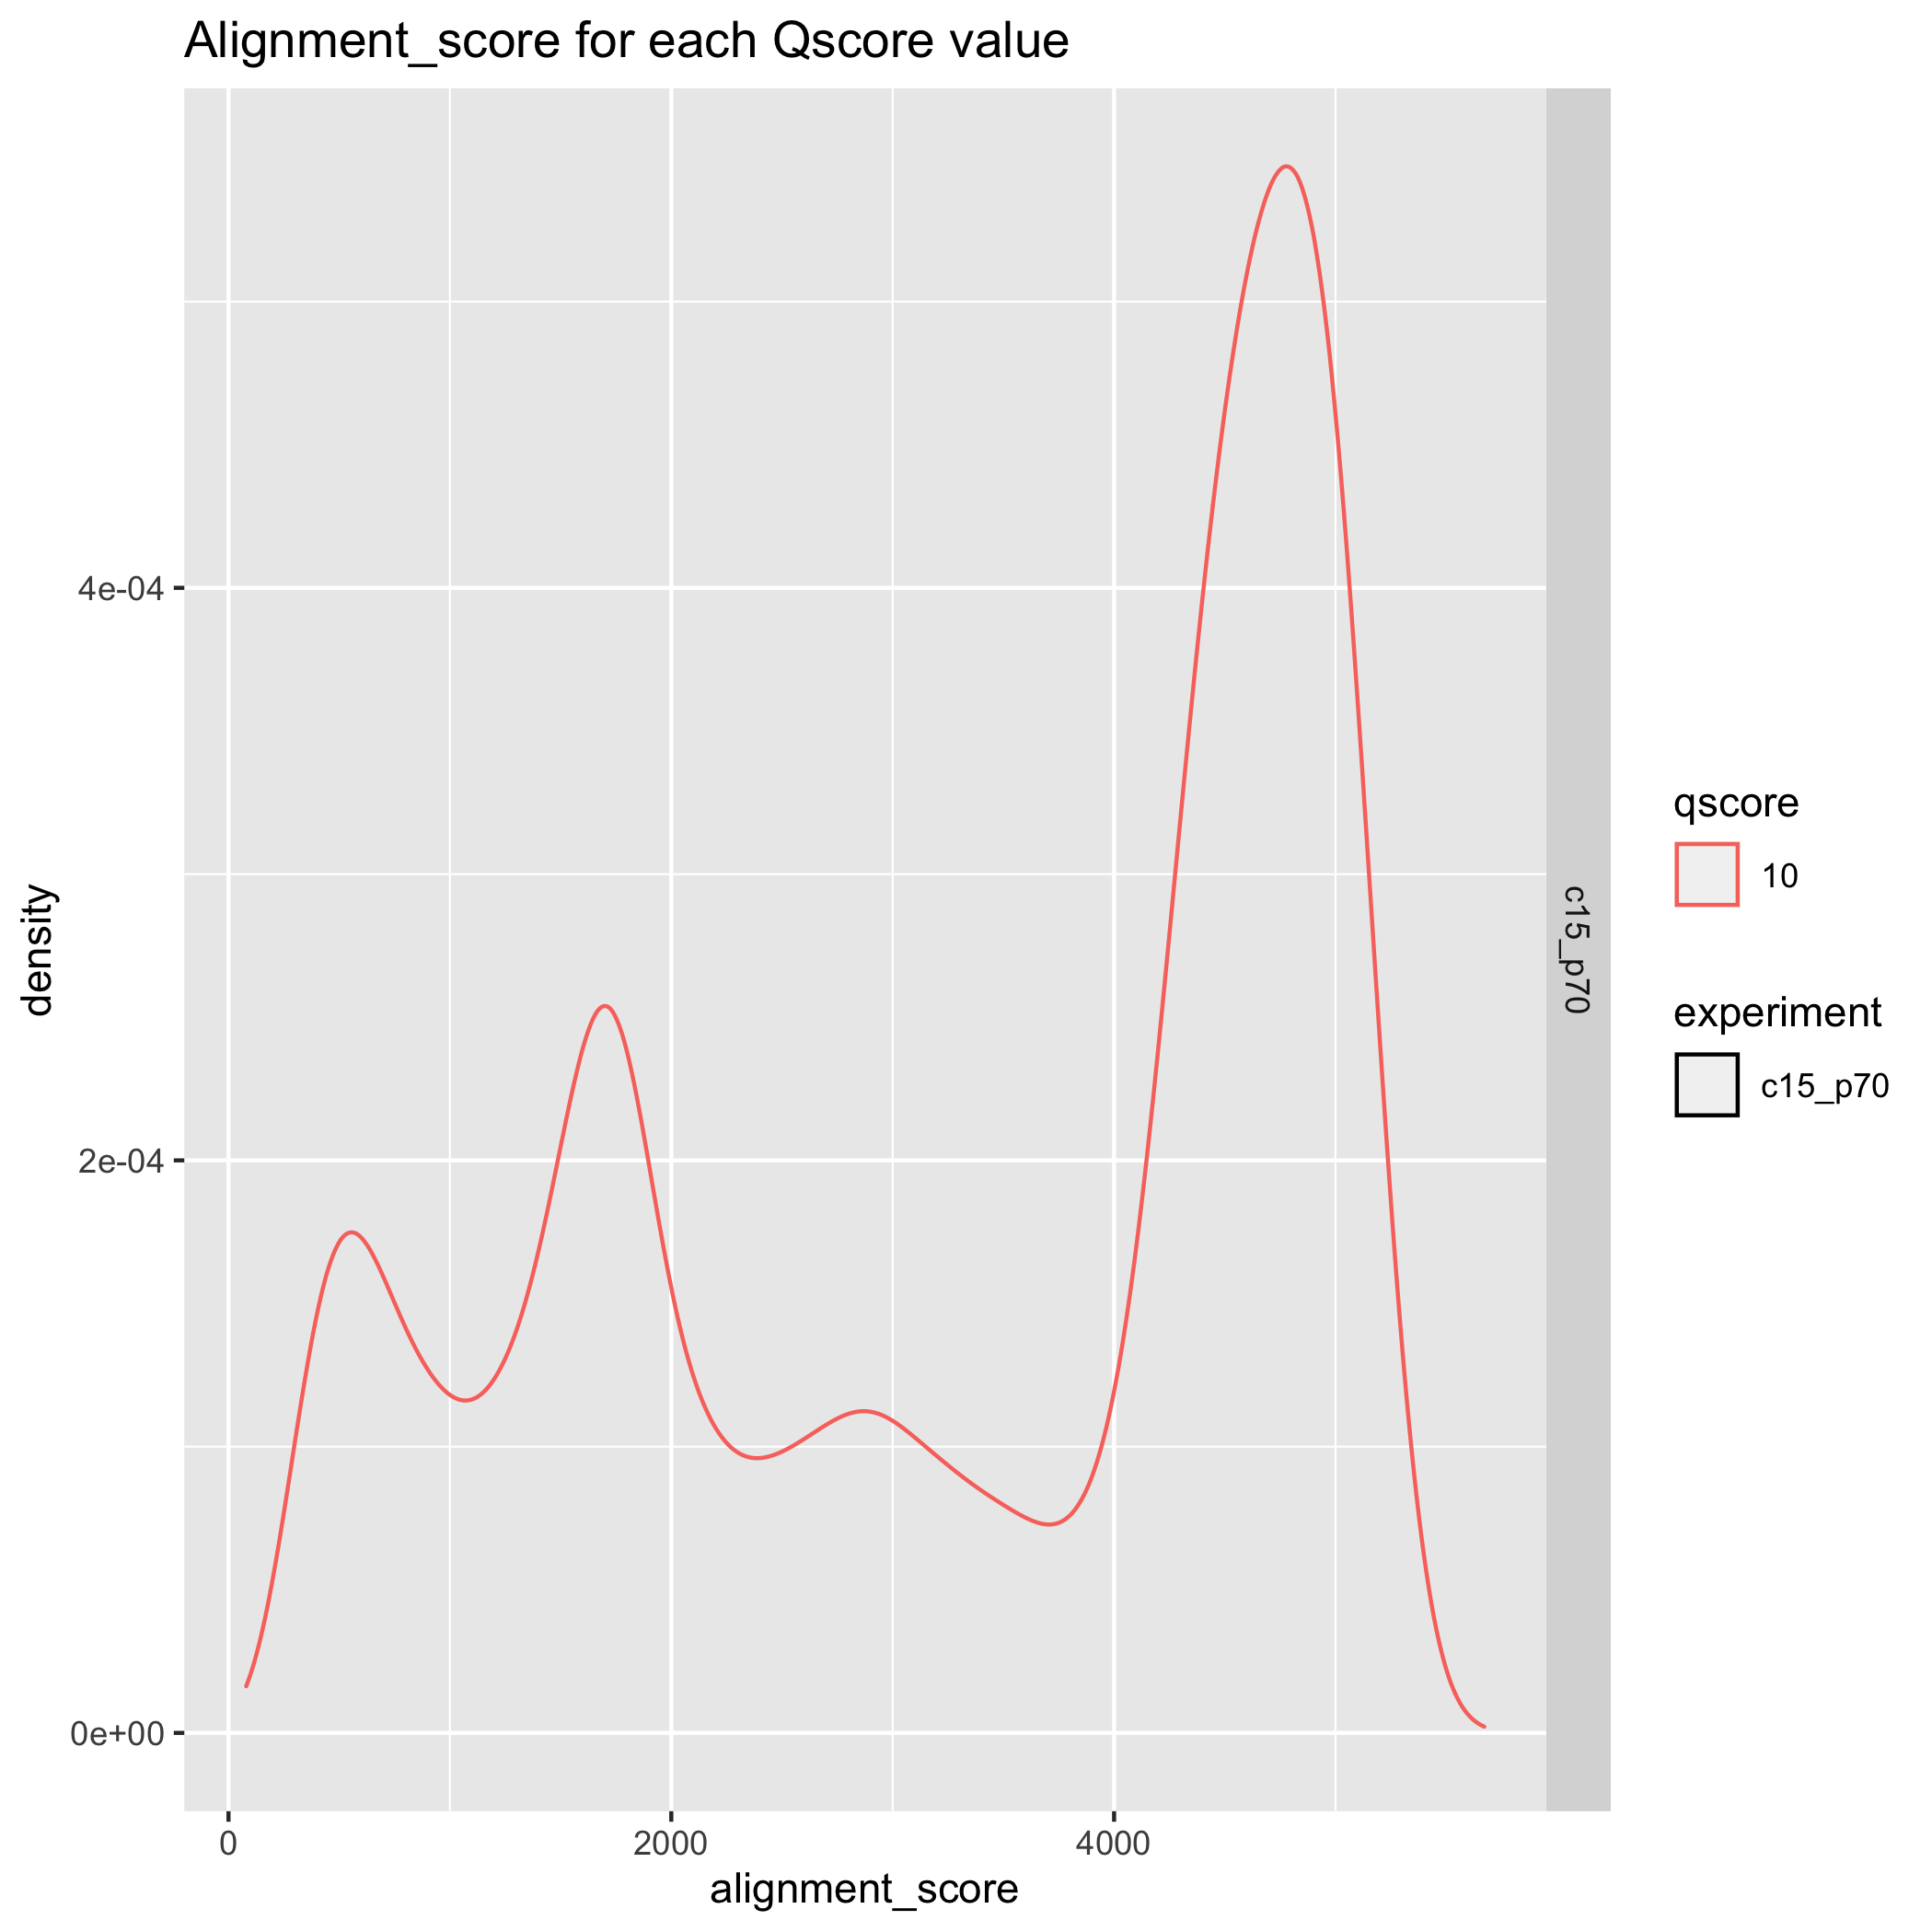 Alignment_score for each Qscore value
density
4e-04
2e-04
0e+00
0
2000
4000
alignment_score
c15_p70
qscore
10
experiment
c15_p70